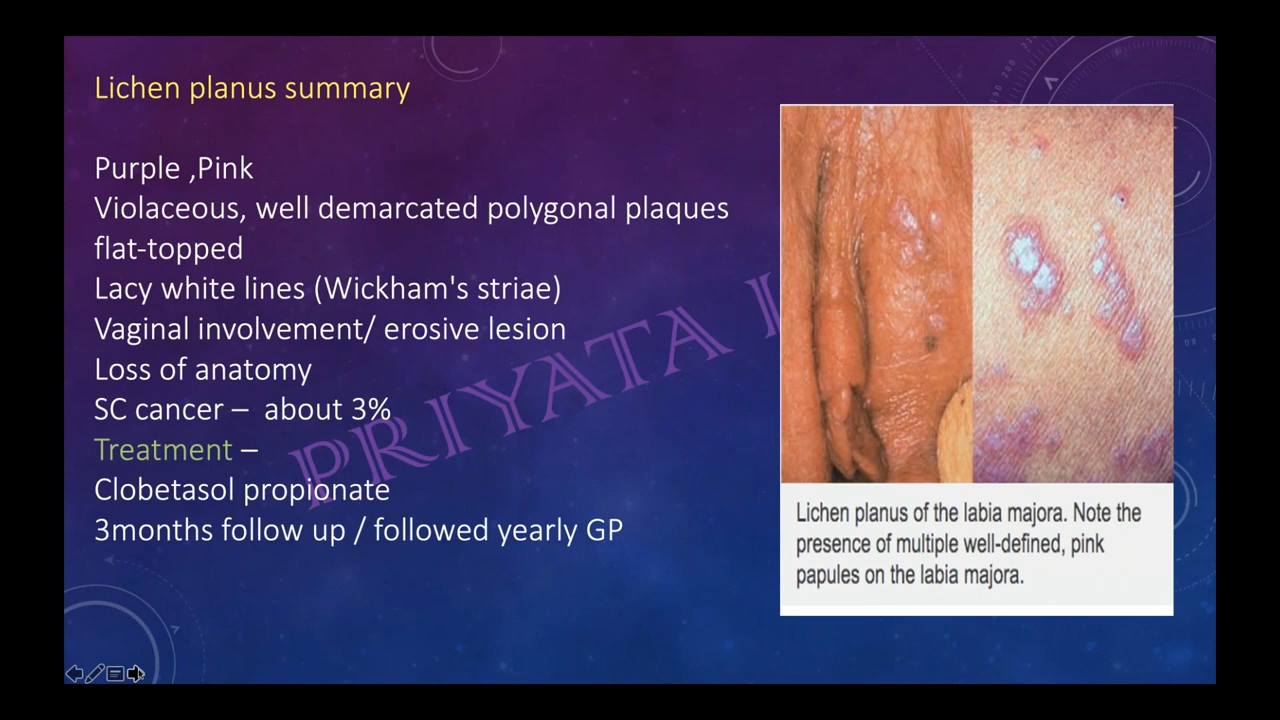 Lichen planus summary
Purple ,Pink
Violaceous, well demarcated polygonal plaques
flat-topped
Lacy white lines (Wickham's striae)
Vaginal involvement/ erosive lesion
Loss of anatomy
SC cancer – about 3%
Treatment –
Clobetasol propionate
3months follow up / followed yearly GP
PRIYATA
Lichen planus of the labia majora. Note the
presence of multiple well-defined, pink
papules on the labia majora.